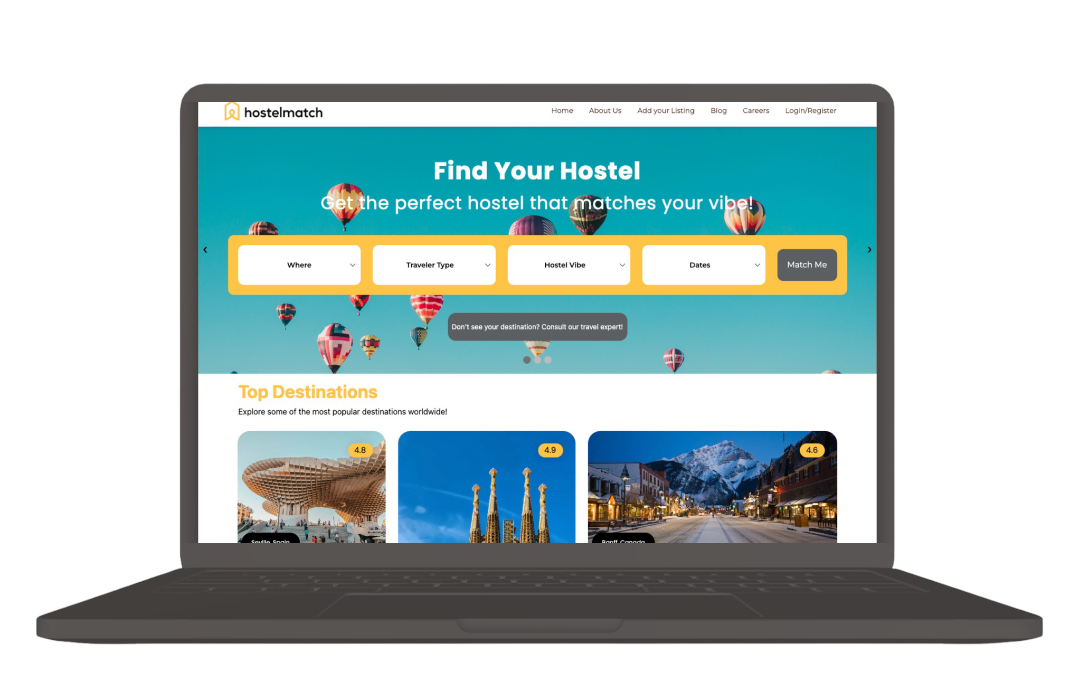 hostelmatch
Home About Us Add your Listing Blog Careers Login/Register
Find Your Hostel
Get the perfect hostel that matches your vibe!
Where Traveler Type Hostel Vibe Dates Match Me
Don't see your destination? Consult our travel expert!
Top Destinations
Explore some of the most popular destinations worldwide!
4.8 4.9 4.6
Seville, Spain Banff, Canada